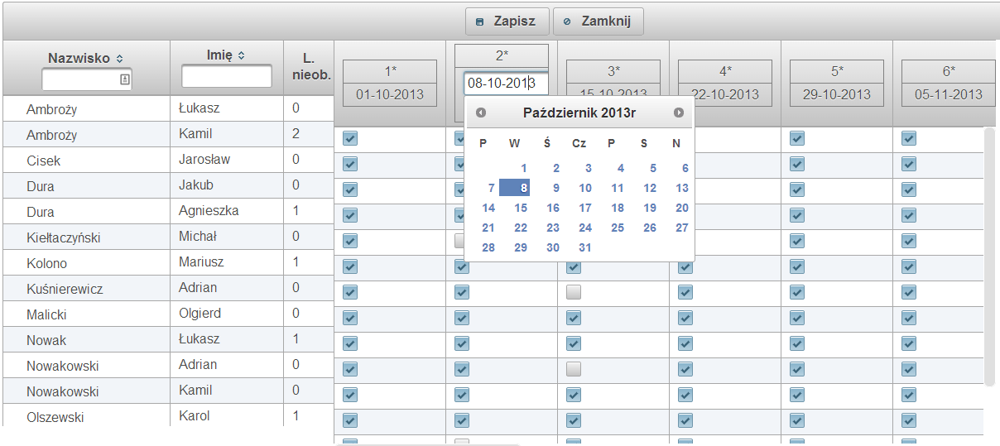 Zapisz Zamknij
Nazwisko Imię L. nieob.
1* 2* 3* 4* 5* 6*
01-10-2013 08-10-2013 15-10-2013 22-10-2013 29-10-2013 05-11-2013
Październik 2013r
P W Ś Cz P S N
1 2 3 4 5 6
7 8 9 10 11 12 13
14 15 16 17 18 19 20
21 22 23 24 25 26 27
28 29 30 31
Ambroży Łukasz 0
Ambroży Kamil 2
Cisek Jarosław 0
Dura Jakub 0
Dura Agnieszka 1
Kiełtaczyński Michał 0
Kolono Mariusz 1
Kuśnierewicz Adrian 0
Malicki Olgierd 0
Nowak Łukasz 1
Nowakowski Adrian 0
Nowakowski Kamil 0
Olszewski Karol 1